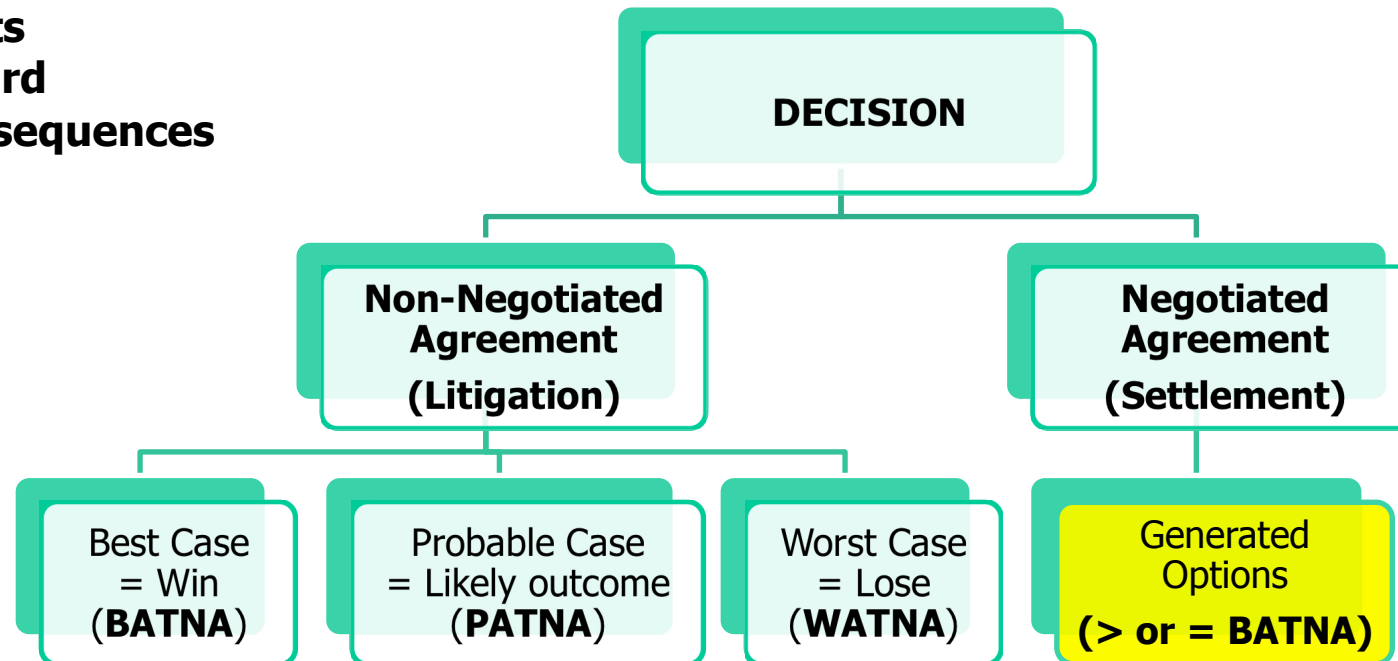 ts
rd
sequences
DECISION
Non-Negotiated
Agreement
(Litigation)
Negotiated
Agreement
(Settlement)
Best Case
= Win
(BATNA)
Probable Case
= Likely outcome
(PATNA)
Worst Case
= Lose
(WATNA)
Generated
Options
(> or = BATNA)